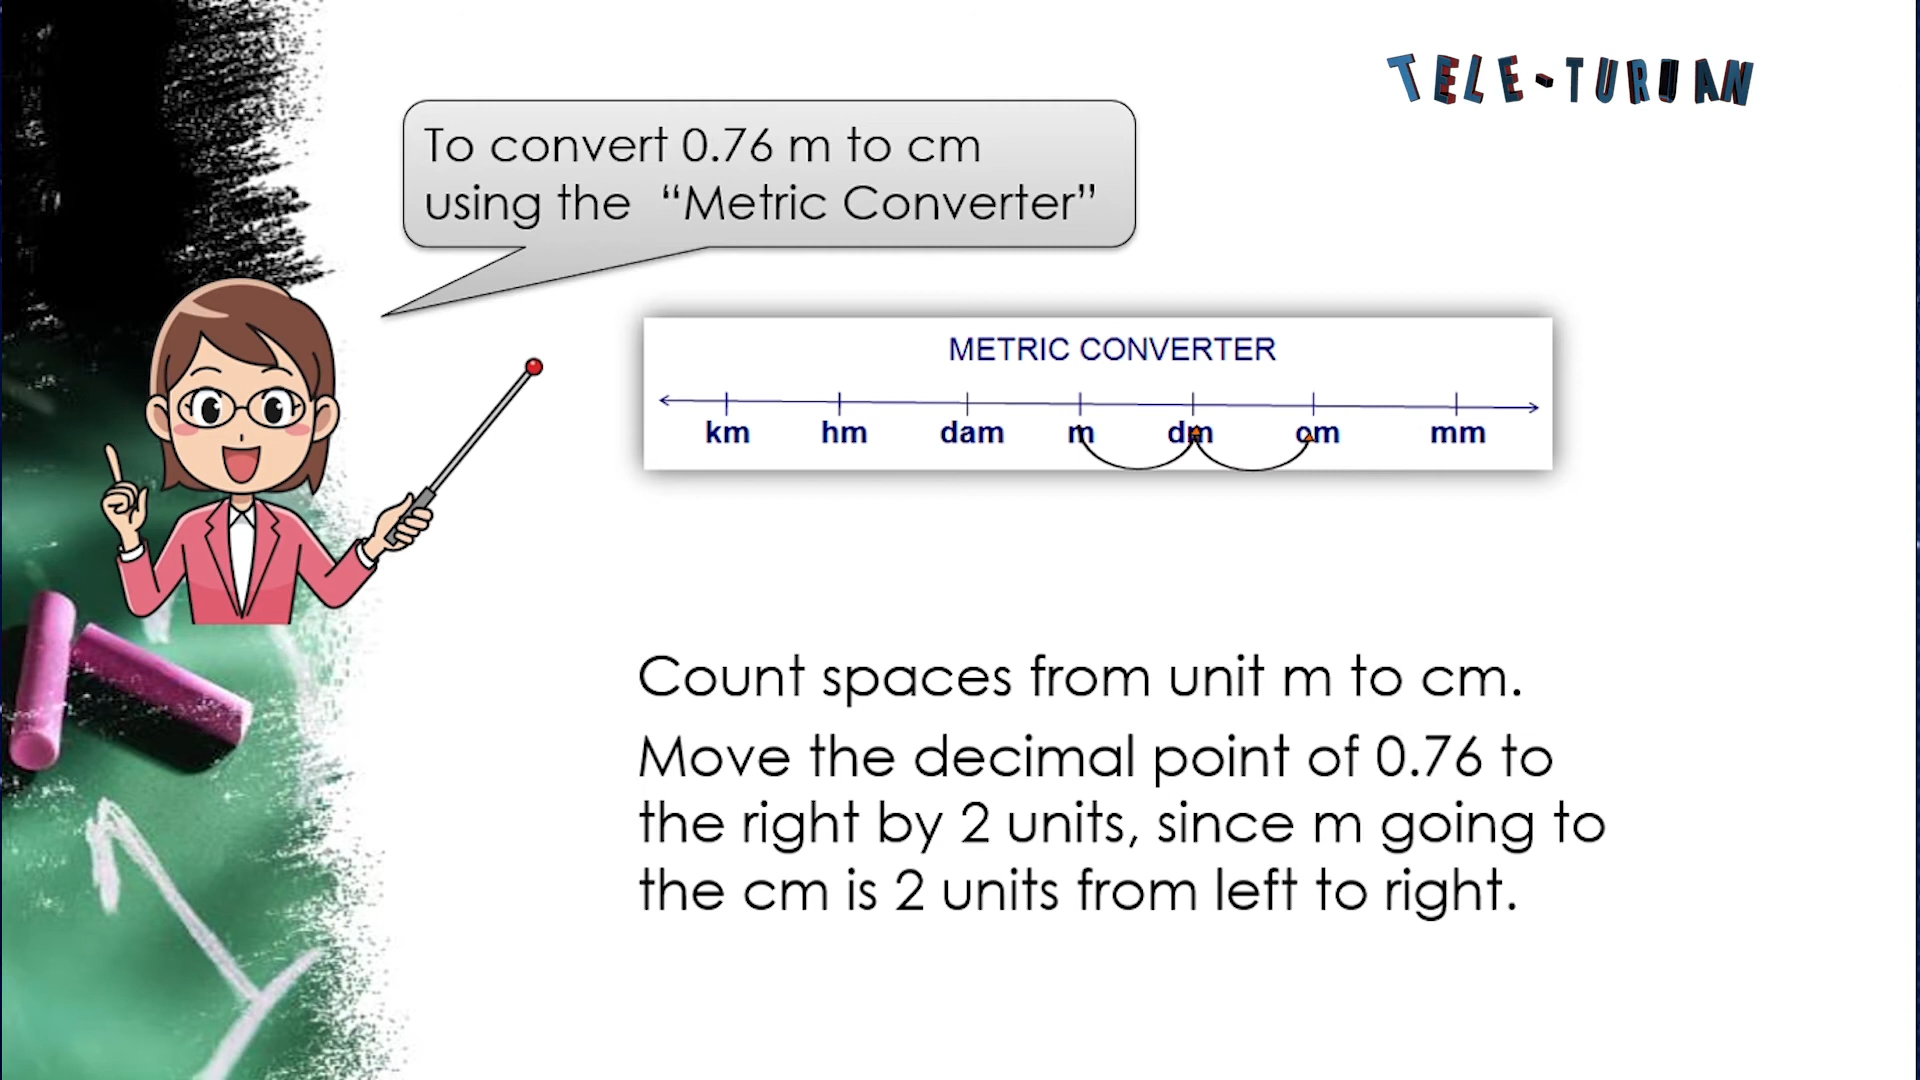 TELE-TURUAN
To convert 0.76 m to cm
using the “Metric Converter”
METRIC CONVERTER
km hm dam m dm cm mm
Count spaces from unit m to cm.
Move the decimal point of 0.76 to
the right by 2 units, since m going to
the cm is 2 units from left to right.